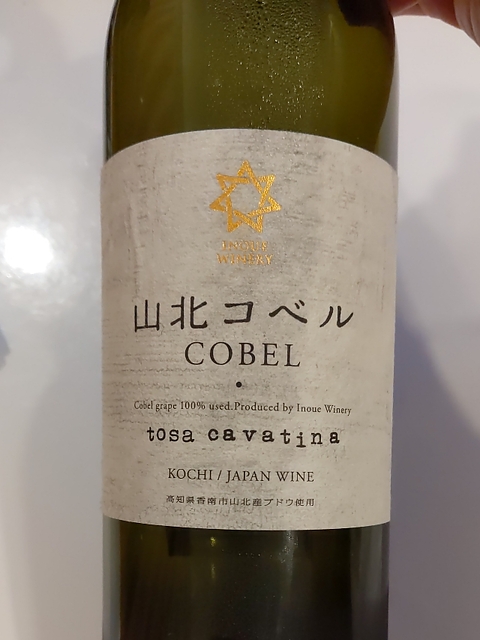 INOUE
WINERY
山北コベル
COBEL
Cobel grape 100% used.Produced by Inoue Winery
tosa cavatina
KOCHI / JAPAN WINE
高知県香南市山北産ブドウ使用